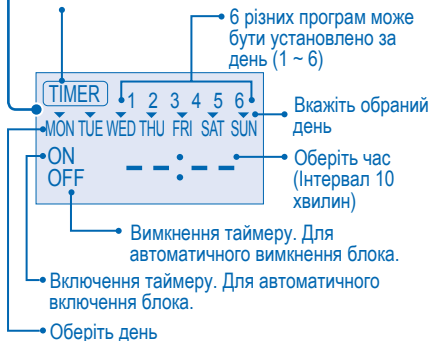 6 різних програм може
бути установлено за
день (1 ~ 6)
TIMER 1 2 3 4 5 6
MON TUE WED THU FRI SAT SUN
Вкажіть обраний
день
ON
OFF
--:--
Оберіть час
(Інтервал 10
хвилин)
Вимкнення таймеру. Для
автоматичного вимкнення блока.
Включення таймеру. Для автоматичного
включення блока.
Оберіть день